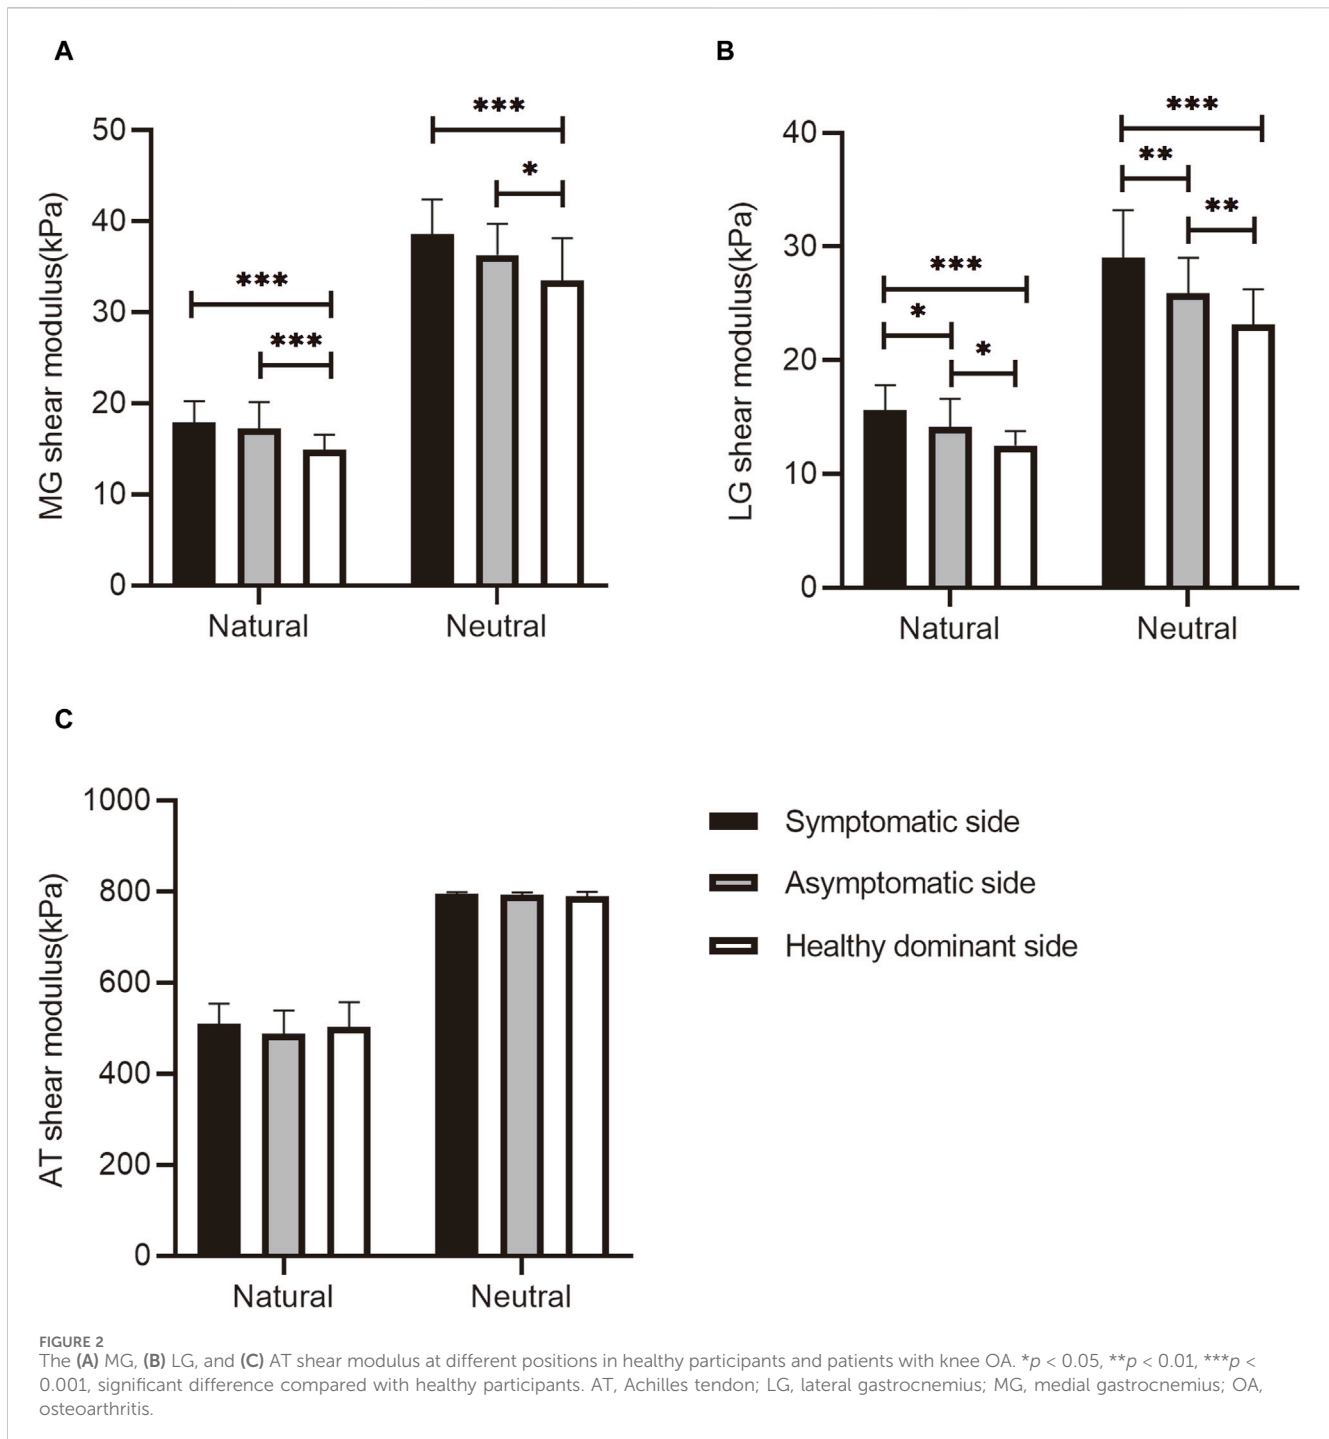 A
B
***
*
***
***
MG shear modulus(kPa)
50
40
30
20
10
0
Natural
Neutral
***
**
**
***
*
*
LG shear modulus(kPa)
40
30
20
10
0
Natural
Neutral
C
AT shear modulus(kPa)
1000
800
600
400
200
0
Natural
Neutral
Symptomatic side
Asymptomatic side
Healthy dominant side
FIGURE 2
The (A) MG, (B) LG, and (C) AT shear modulus at different positions in healthy participants and patients with knee OA. *p < 0.05, **p < 0.01, ***p <
0.001, significant difference compared with healthy participants. AT, Achilles tendon; LG, lateral gastrocnemius; MG, medial gastrocnemius; OA,
osteoarthritis.